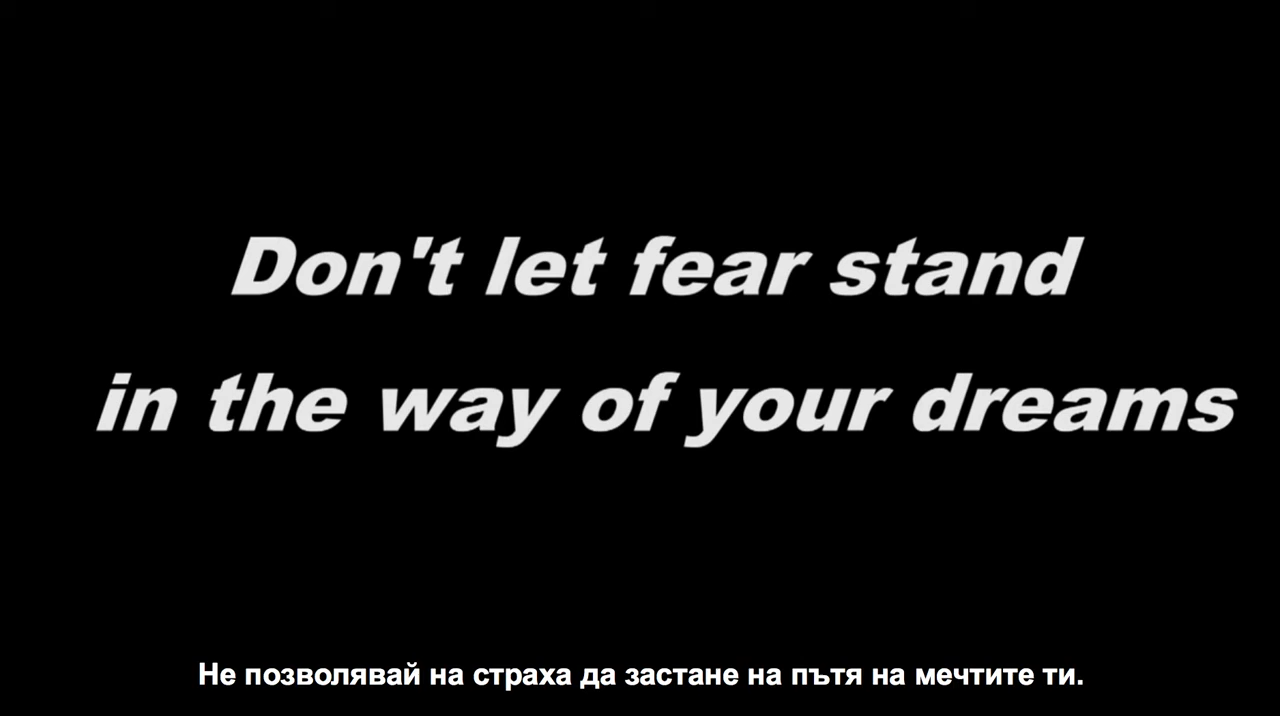 Don't let fear stand
in the way of your dreams
Не позволявай на страха да застане на пътя на мечтите ти.